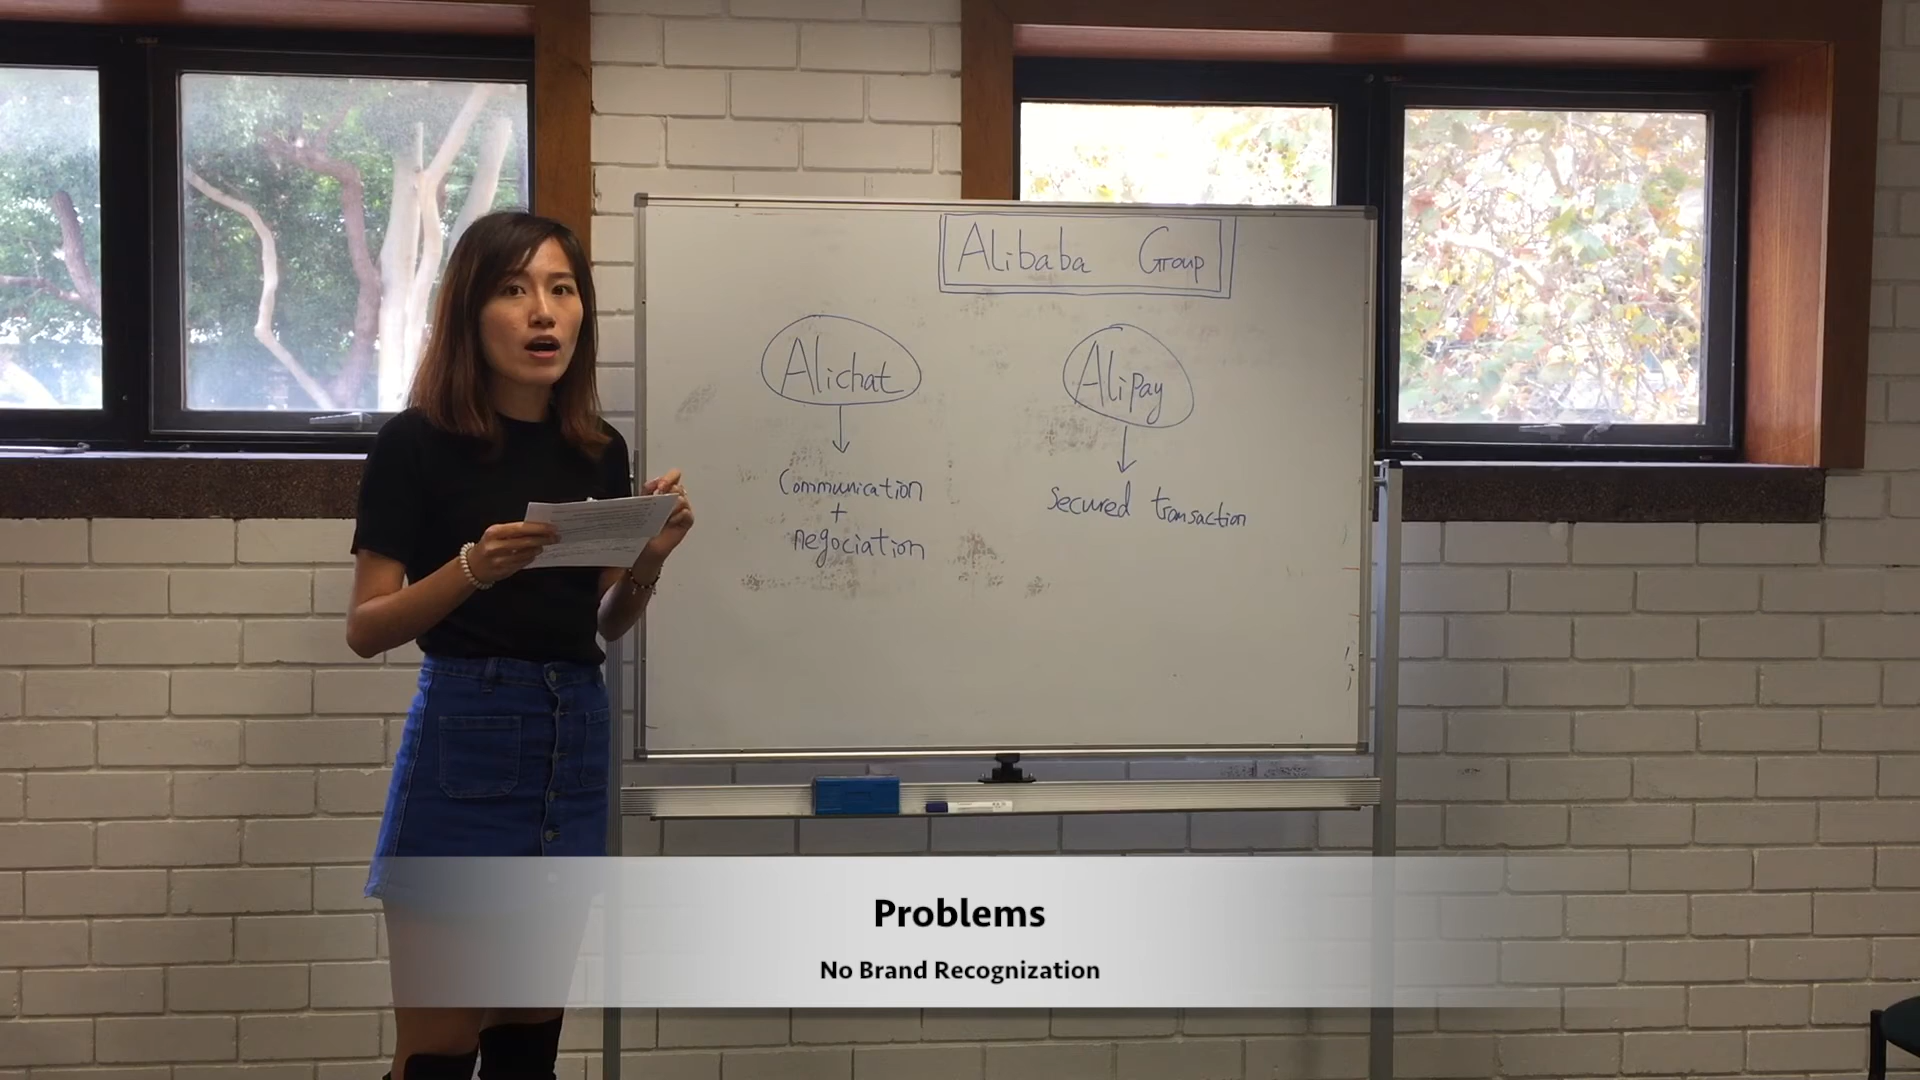 Alibaba Group
Alichat
Communication
+
negociation
Alipay
secured transaction
Problems
No Brand Recognization